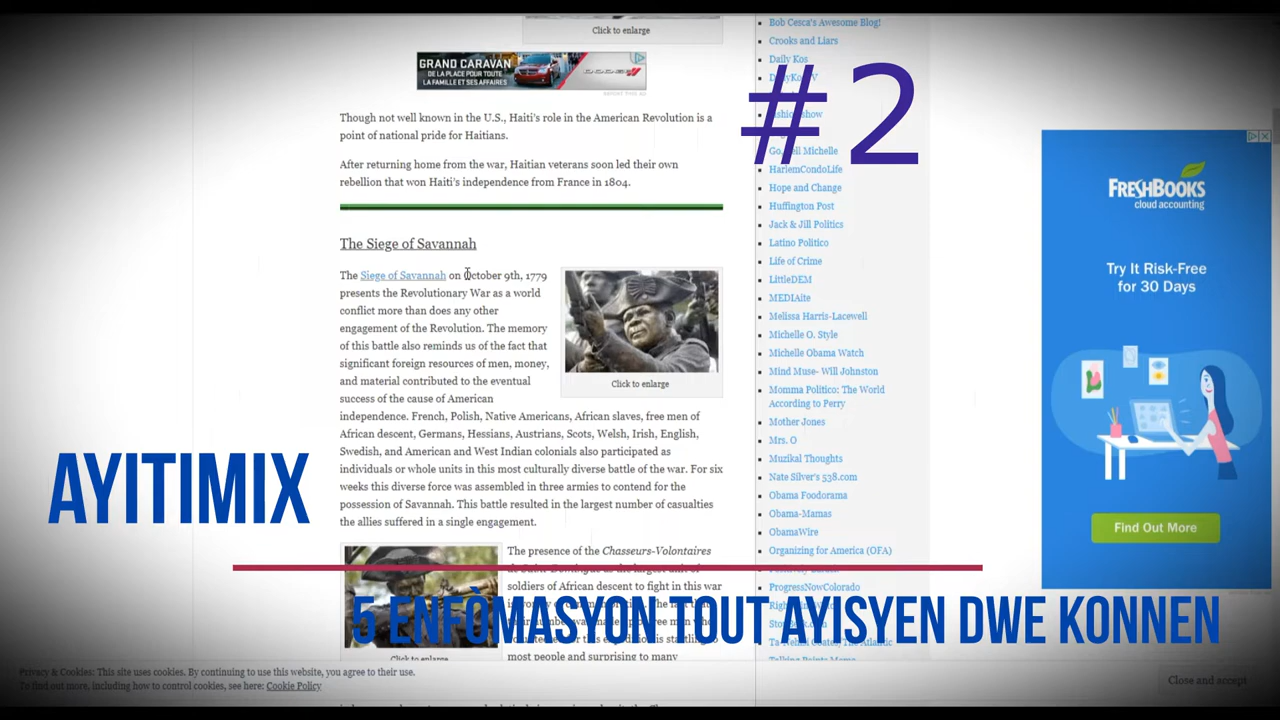 Click to enlarge
GRAND CARAVAN
DE LA PLACE POUR TOUTE
LA FAMILLE ET SES AFFAIRES
DODGE
REPORT THIS AD
Though not well known in the U.S., Haiti's role in the American Revolution is a
point of national pride for Haitians.
After returning home from the war, Haitian veterans soon led their own
rebellion that won Haiti's independence from France in 1804.
The Siege of Savannah
The Siege of Savannah on October 9th, 1779
presents the Revolutionary War as a world
conflict more than does any other
engagement of the Revolution. The memory
of this battle also reminds us of the fact that
significant foreign resources of men, money,
and material contributed to the eventual
success of the cause of American
independence. French, Polish, Native Americans, African slaves, free men of
African descent, Germans, Hessians, Austrians, Scots, Welsh, Irish, English,
Swedish, and American and West Indian colonials also participated as
individuals or whole units in this most culturally diverse battle of the war. For six
weeks this diverse force was assembled in three armies to contend for the
possession of Savannah. This battle resulted in the largest number of casualties
the allies suffered in a single engagement.
Click to enlarge
The presence of the Chasseurs-Volontaires
soldiers of African descent to fight in this war
most people and surprising to many
Click to enlarge
Bob Cesca's Awesome Blog!
Crooks and Liars
Daily Kos
#2
HarlemCondoLife
Hope and Change
Huffington Post
Jack & Jill Politics
Latino Politico
Life of Crime
LittleDEM
MEDIAite
Melissa Harris-Lacewell
Michelle O. Style
Michelle Obama Watch
Mind Muse- Will Johnston
Momma Politico: The World
According to Perry
Mother Jones
Mrs. O
Muzikal Thoughts
Nate Silver's 538.com
Obama Foodorama
Obama-Mamas
ObamaWire
Organizing for America (OFA)
ProgressNowColorado
FRESHBOOKS
cloud accounting
Try It Risk-Free
for 30 Days
Find Out More
AYITIMIX
5 ENFÒMASYON TOUT AYISYEN DWE KONNEN
Privacy & Cookies: This site uses cookies. By continuing to use this website, you agree to their use.
To find out more, including how to control cookies, see here: Cookie Policy
Close and accept